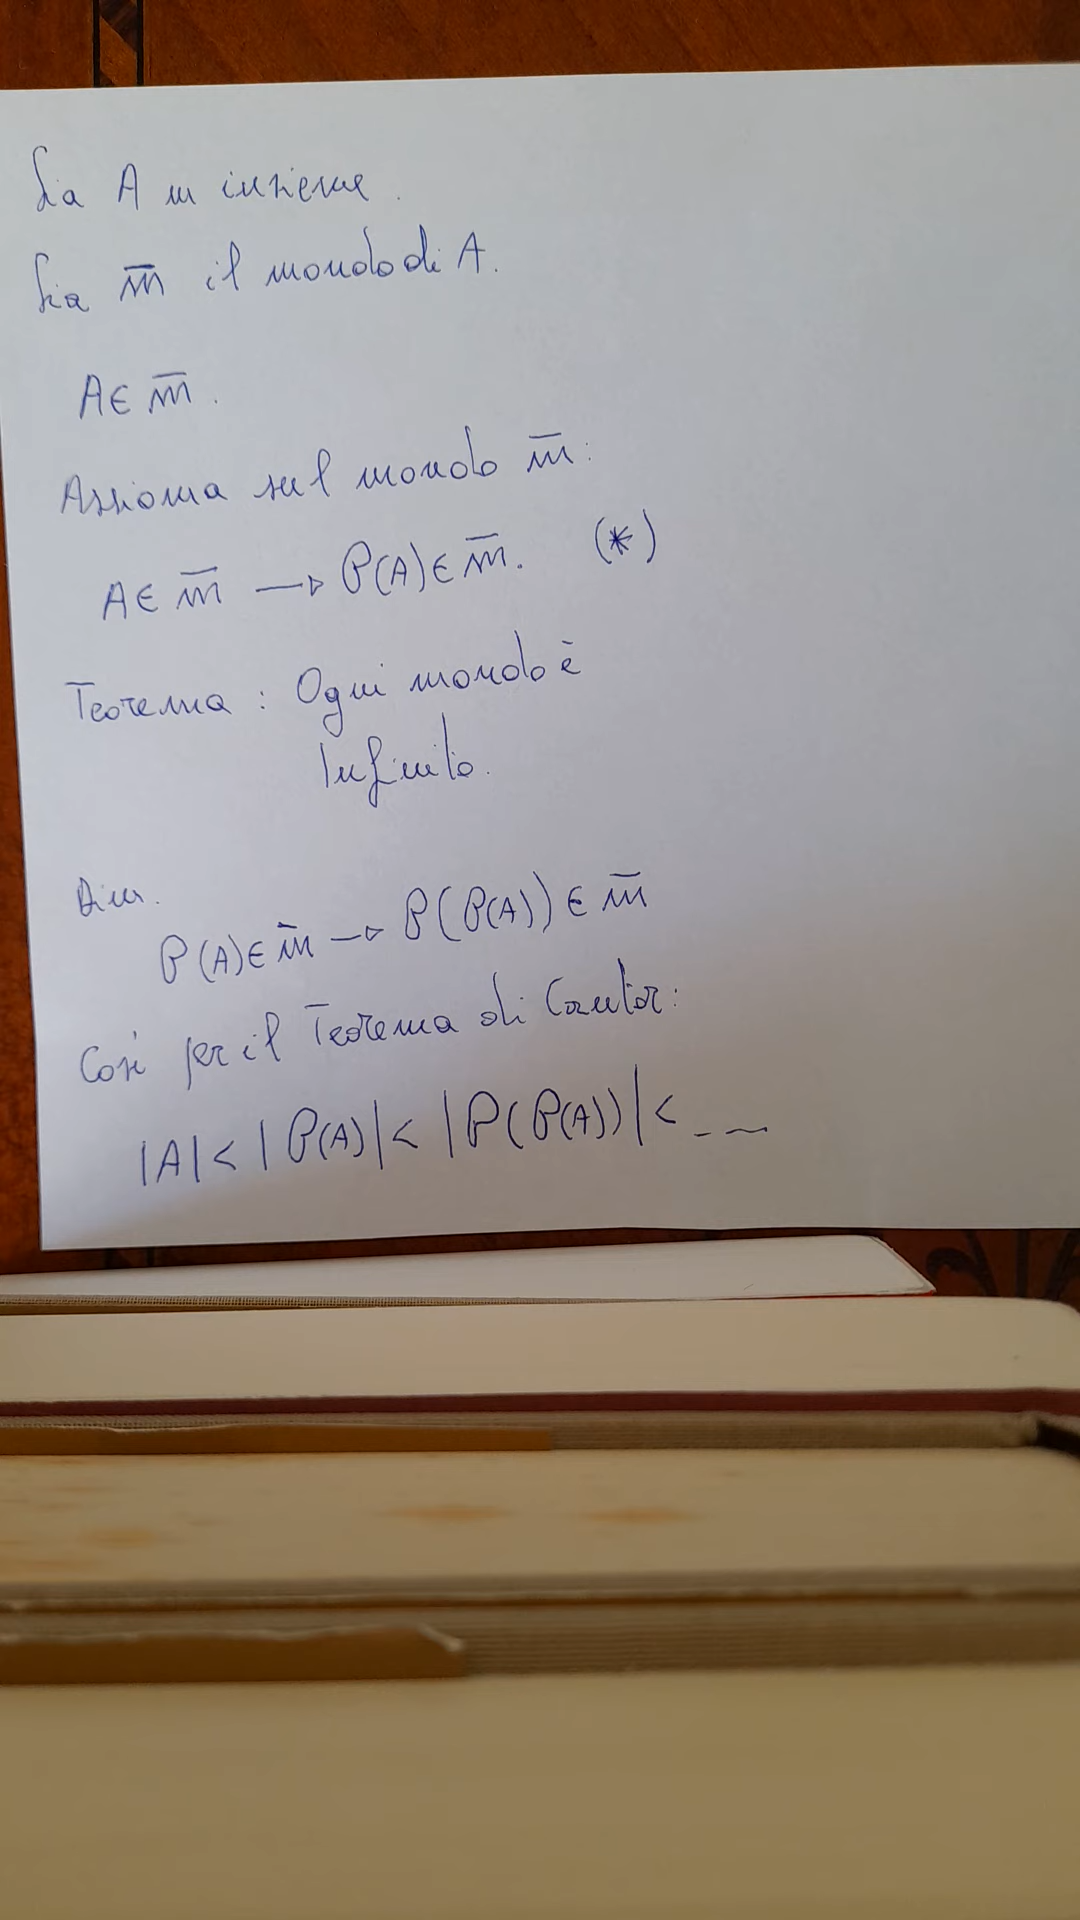 Sia A un insieme.
Sia m̅ il mondo di A.
A ∈ m̅.
Assioma sul mondo m̅:
A ∈ m̅ → P(A) ∈ m̅. (*)
Teorema: Ogni mondo è
Infinito.
Dim.
P(A) ∈ m̅ → P(P(A)) ∈ m̅
Così per il Teorema di Cantor:
|A| < |P(A)| < |P(P(A))| < ...